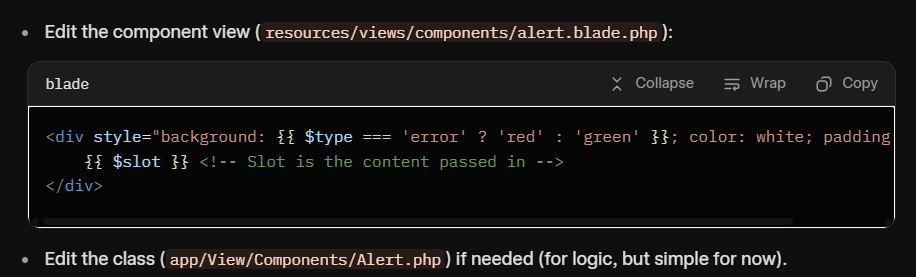 Edit the component view (resources/views/components/alert.blade.php):
blade
Collapse
Wrap
Copy
<div style="background: {{ $type === 'error' ? 'red' : 'green' }}; color: white; padding
{{ $slot }} <!-- Slot is the content passed in -->
</div>
Edit the class (app/View/Components/Alert.php) if needed (for logic, but simple for now).